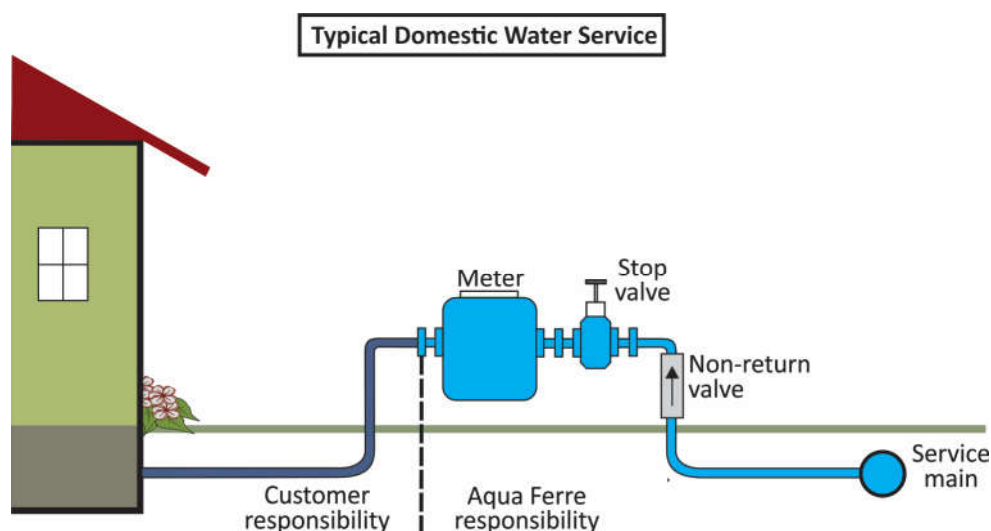 Typical Domestic Water Service
Meter
Stop
valve
Non-return
valve
Service
main
Customer
responsibility
Aqua Ferre
responsibility